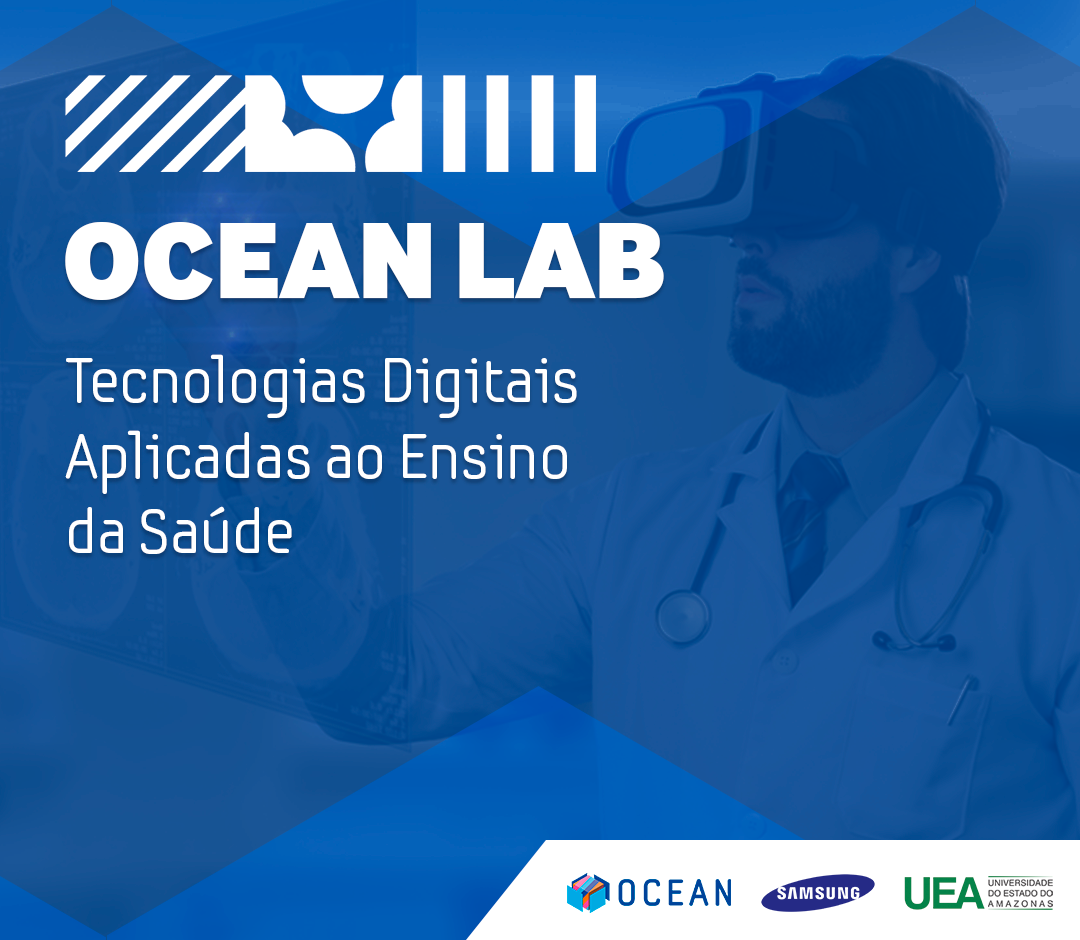 OCEAN LAB
Tecnologias Digitais
Aplicadas ao Ensino
da Saúde
OCEAN
SAMSUNG
UEA
UNIVERSIDADE
DO ESTADO DO
AMAZONAS